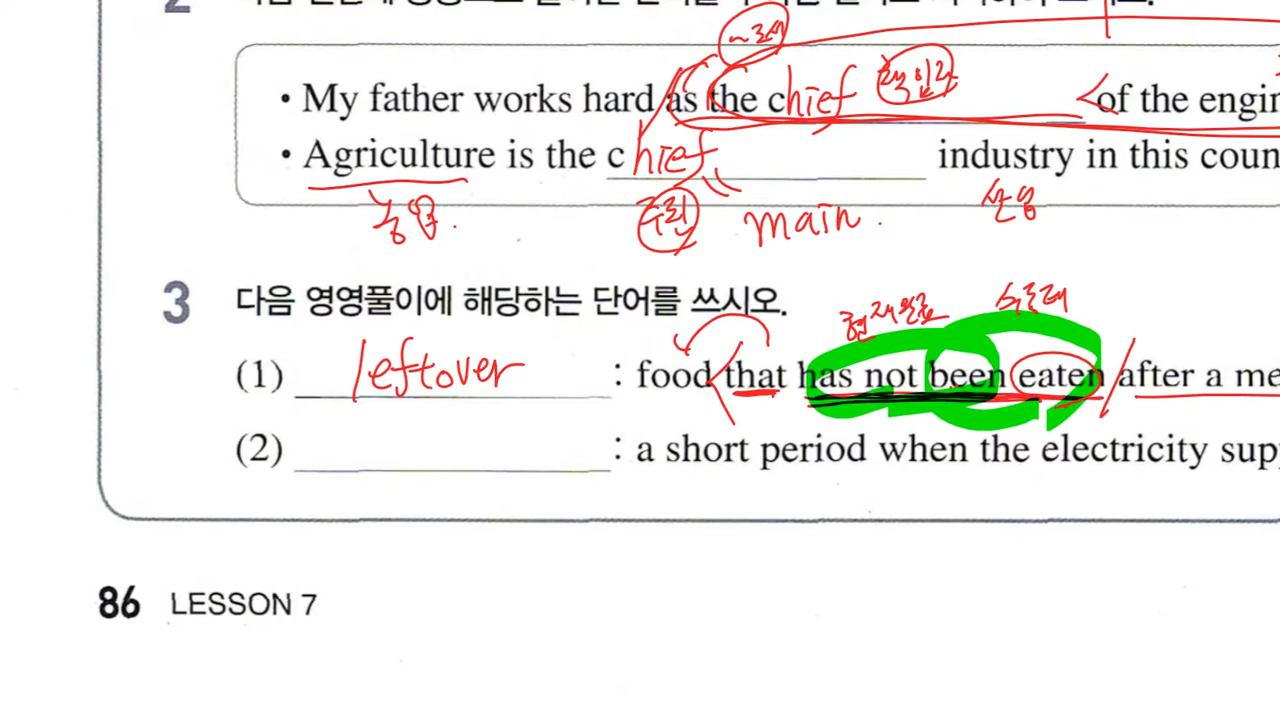 2
~로서
• My father works hard as the chief 책임자 of the engin
• Agriculture is the chief industry in this coun
농업. 주된 main. 산업
3 다음 영영풀이에 해당하는 단어를 쓰시오.
현재완료 수동태
(1) leftover : food that has not been eaten after a me
(2) : a short period when the electricity sup
86 LESSON 7